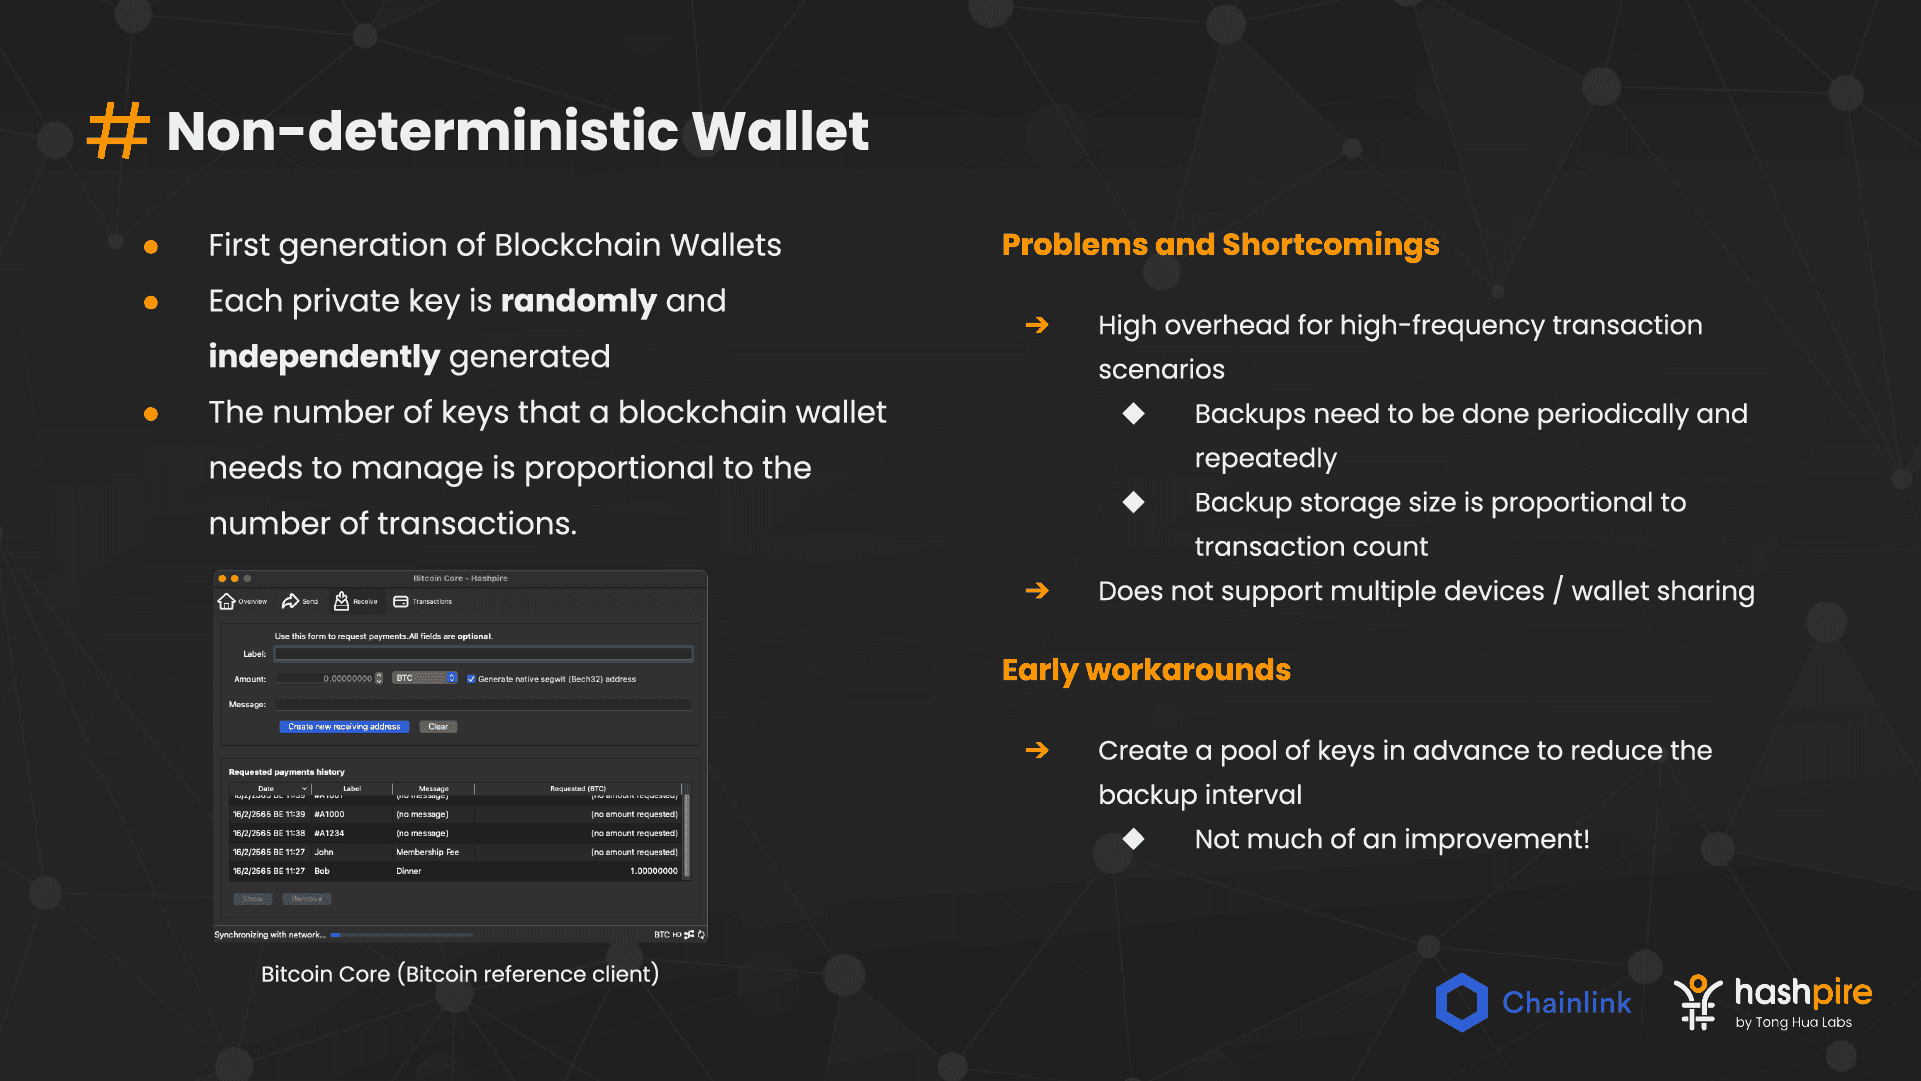 # Non-deterministic Wallet
● First generation of Blockchain Wallets
● Each private key is randomly and
independently generated
● The number of keys that a blockchain wallet
needs to manage is proportional to the
number of transactions.
Bitcoin Core - Hashpire
Overview Send Receive Transactions
Use this form to request payments.All fields are optional.
Label:
Amount: 0.00000000 BTC Generate native segwit (Bech32) address
Message:
Create new receiving address Clear
Requested payments history
Date Label Message Requested (BTC)
16/2/2565 BE 11:39 #A1001 (no message) (no amount requested)
16/2/2565 BE 11:39 #A1000 (no message) (no amount requested)
16/2/2565 BE 11:38 #A1234 (no message) (no amount requested)
16/2/2565 BE 11:27 John Membership Fee (no amount requested)
16/2/2565 BE 11:27 Bob Dinner 1.00000000
Show Remove
Synchronizing with network... BTC HD
Bitcoin Core (Bitcoin reference client)
Problems and Shortcomings
➔ High overhead for high-frequency transaction
scenarios
◆ Backups need to be done periodically and
repeatedly
◆ Backup storage size is proportional to
transaction count
➔ Does not support multiple devices / wallet sharing
Early workarounds
➔ Create a pool of keys in advance to reduce the
backup interval
◆ Not much of an improvement!
Chainlink
hashpire
by Tong Hua Labs